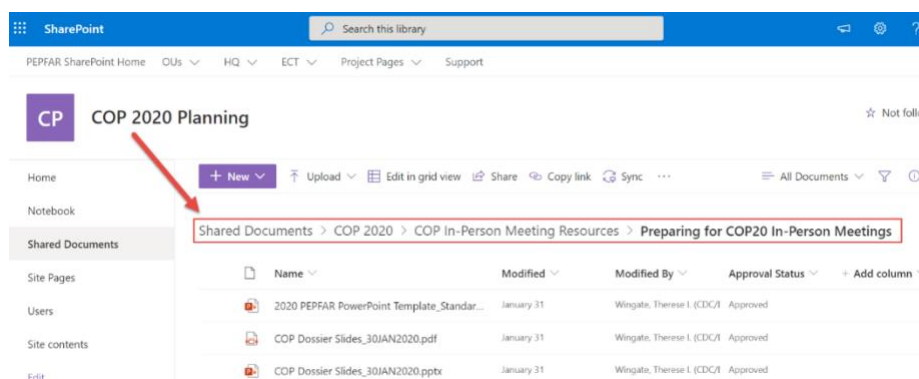 SharePoint
Search this library
?
PEPFAR SharePoint Home OUs HQ ECT Project Pages Support
CP COP 2020 Planning
Not foll
Home
+ New Upload Edit in grid view Share Copy link Sync ... All Documents
Notebook
Shared Documents > COP 2020 > COP In-Person Meeting Resources > Preparing for COP20 In-Person Meetings
Shared Documents
Site Pages
Name Modified Modified By Approval Status + Add column
Users
2020 PEPFAR PowerPoint Template_Standar... January 31 Wingate, Therese I. (CDC/I Approved
Site contents
COP Dossier Slides_30JAN2020.pdf January 31 Wingate, Therese I. (CDC/I Approved
Edit
COP Dossier Slides_30JAN2020.pptx January 31 Wingate, Therese I. (CDC/I Approved